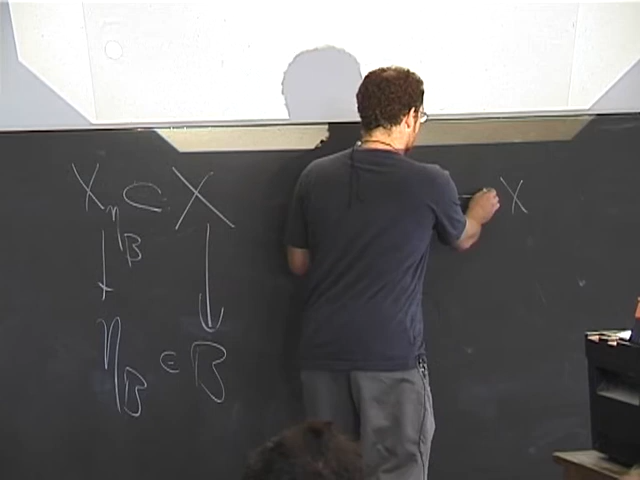 X_{η_B} ⊂ X
↓ ↓
η_B ∈ B
— X